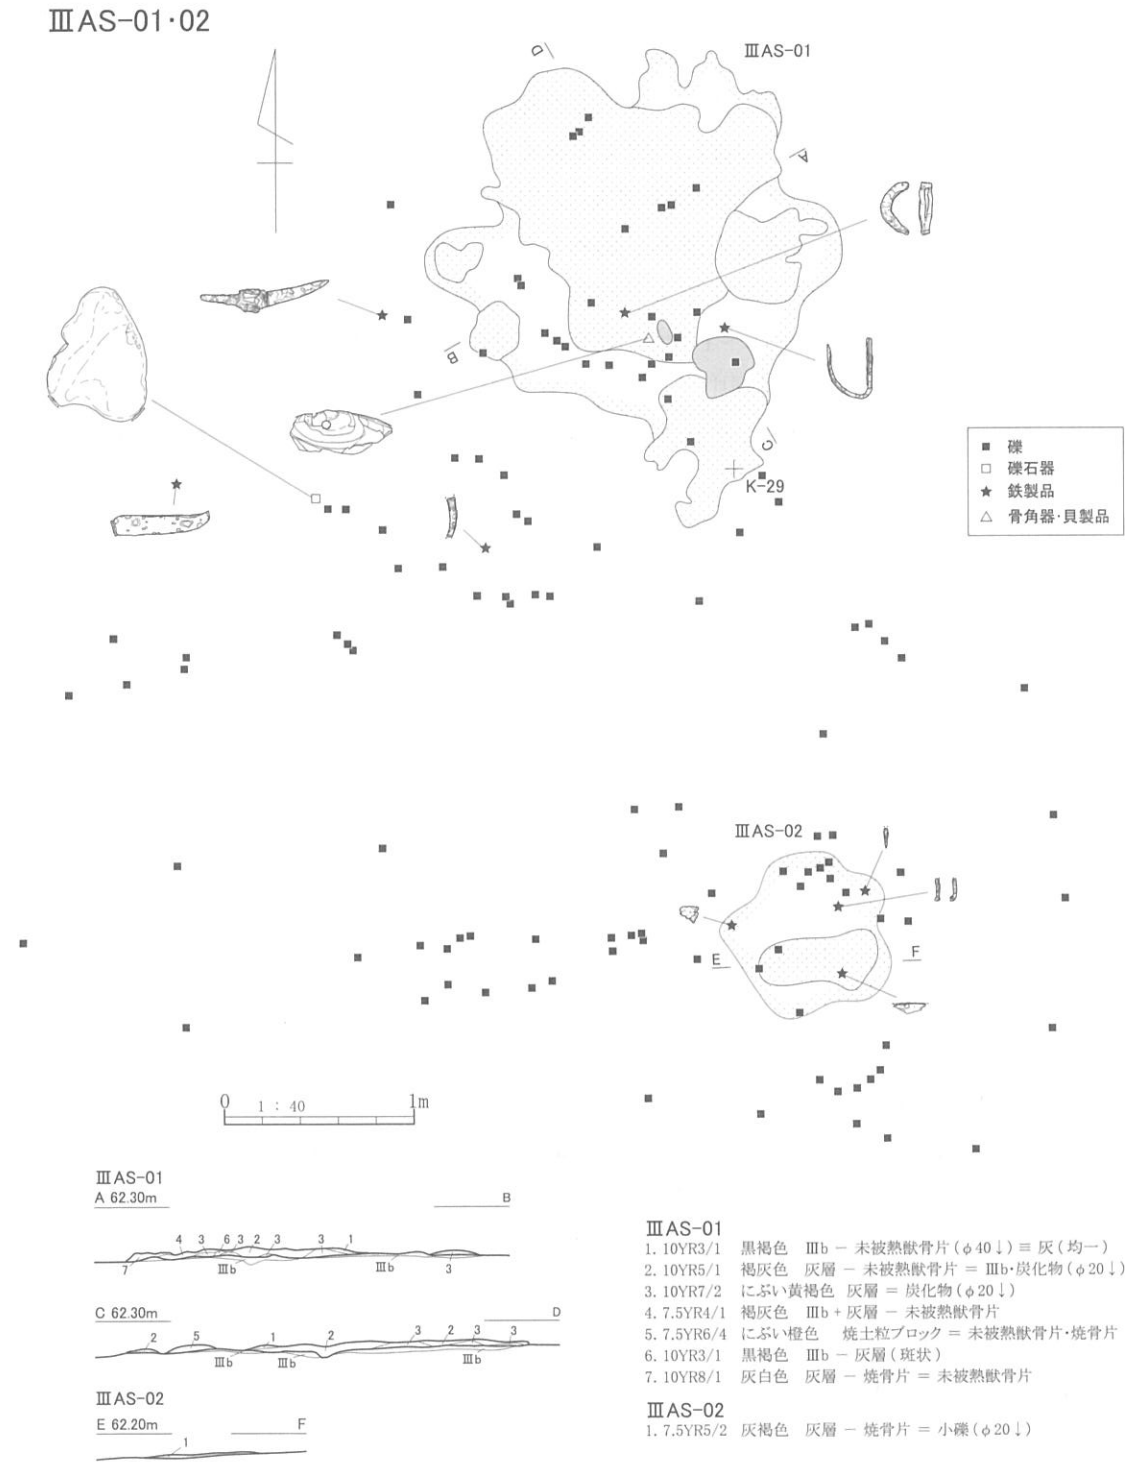 ⅢAS-01・02
ⅢAS-01
D
A
B
C
K-29
■ 礫
□ 礫石器
★ 鉄製品
△ 骨角器・貝製品
ⅢAS-02
E
F
0 1:40 1m
ⅢAS-01
A 62.30m B
4 3 6 3 2 3 3 1
7 Ⅲb Ⅲb 3
C 62.30m D
2 5 1 2 3 2 3 3
Ⅲb Ⅲb Ⅲb
ⅢAS-02
E 62.20m F
1
ⅢAS-01
1. 10YR3/1 黒褐色 Ⅲb − 未被熱獣骨片(φ40↓)≡ 灰(均一)
2. 10YR5/1 褐灰色 灰層 − 未被熱獣骨片 = Ⅲb・炭化物(φ20↓)
3. 10YR7/2 にぶい黄褐色 灰層 = 炭化物(φ20↓)
4. 7.5YR4/1 褐灰色 Ⅲb+灰層 − 未被熱獣骨片
5. 7.5YR6/4 にぶい橙色 焼土粒ブロック = 未被熱獣骨片・焼骨片
6. 10YR3/1 黒褐色 Ⅲb − 灰層(斑状)
7. 10YR8/1 灰白色 灰層 − 焼骨片 = 未被熱獣骨片
ⅢAS-02
1. 7.5YR5/2 灰褐色 灰層 − 焼骨片 = 小礫(φ20↓)